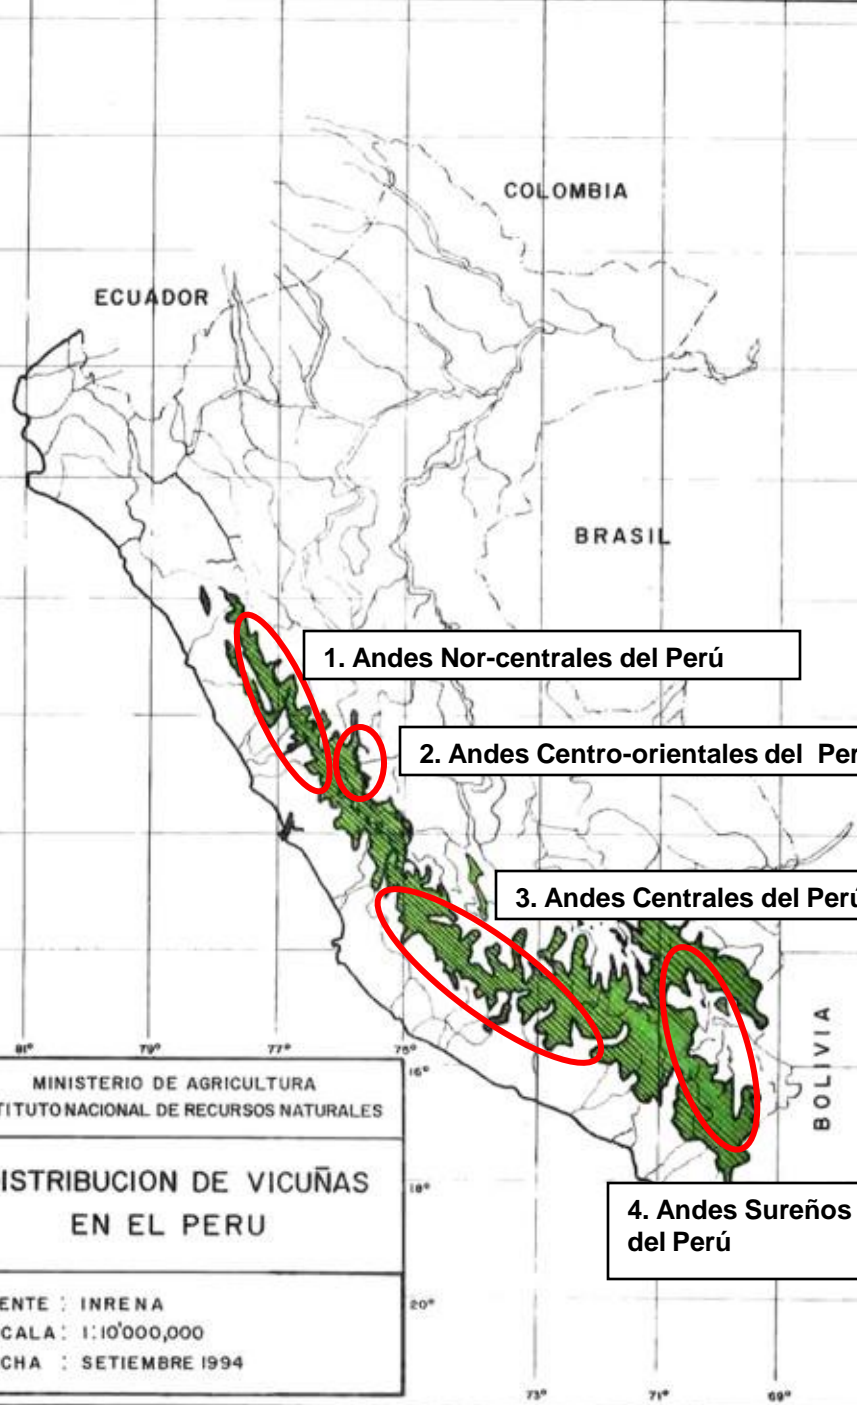 COLOMBIA
ECUADOR
BRASIL
1. Andes Nor-centrales del Perú
2. Andes Centro-orientales del Per
3. Andes Centrales del Perú
BOLIVIA
81° 79° 77° 75°
16°
MINISTERIO DE AGRICULTURA
TITUTO NACIONAL DE RECURSOS NATURALES
ISTRIBUCION DE VICUÑAS
EN EL PERU
18°
4. Andes Sureños
del Perú
ENTE : INRENA
CALA : 1:10'000,000
CHA : SETIEMBRE 1994
20°
73° 71° 69°